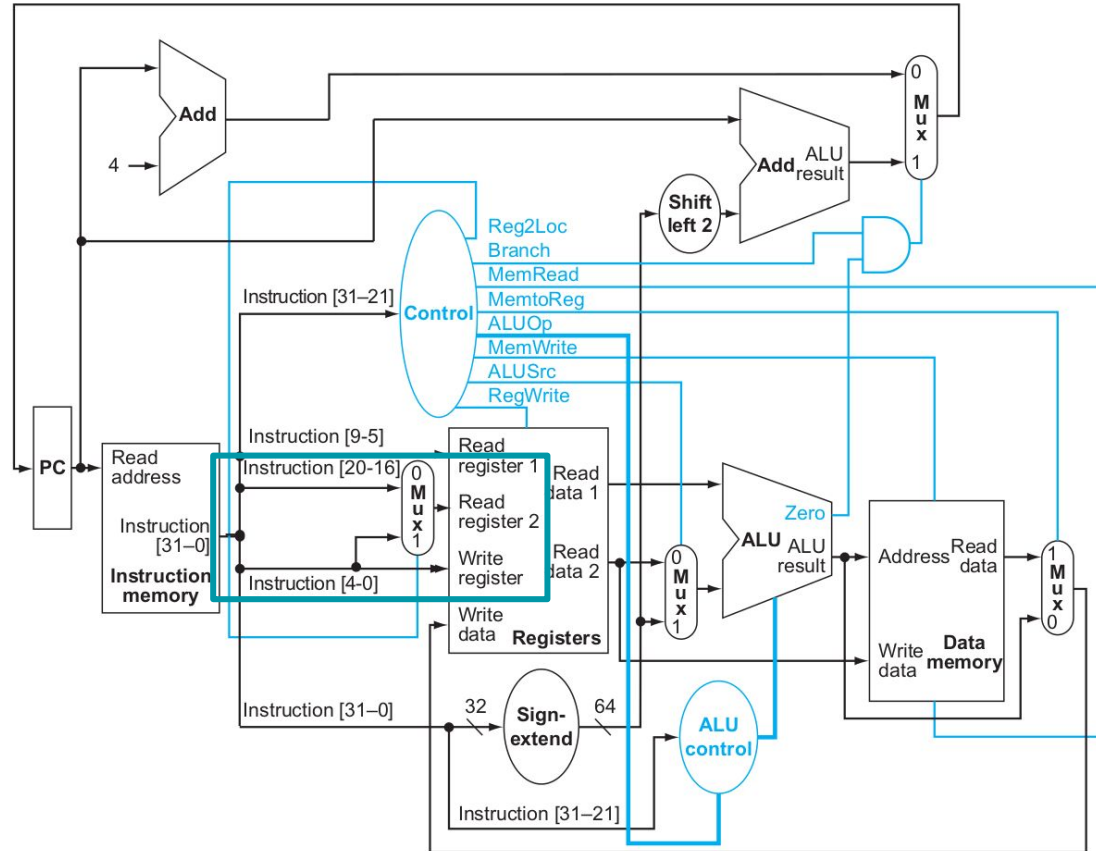 Add
4
0
Mux
1
Add
ALU
result
Shift
left 2
Reg2Loc
Branch
MemRead
MemtoReg
ALUOp
MemWrite
ALUSrc
RegWrite
Instruction [31–21]
Control
PC
Read
address
Instruction
[31–0]
Instruction
memory
Instruction [9-5]
Instruction [20-16]
Instruction [4-0]
0
Mux
1
Read
register 1
Read
data 1
Read
register 2
Write
register
Read
data 2
Write
data
Registers
0
Mux
1
Zero
ALU
ALU
result
Address
Read
data
Write
data
Data
memory
1
Mux
0
Instruction [31–0]
32
Sign-
extend
64
ALU
control
Instruction [31–21]